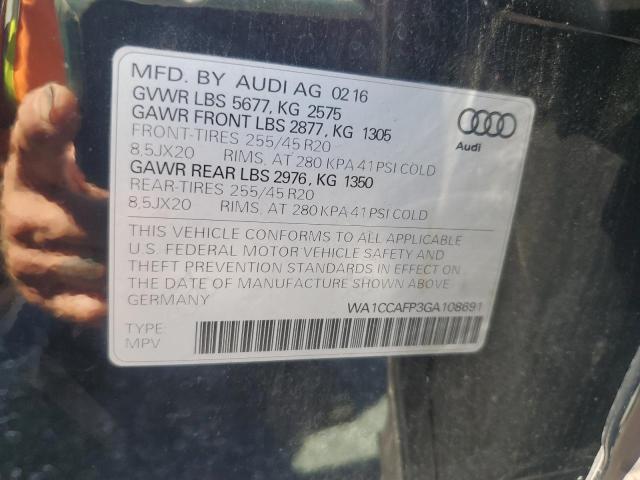 MFD. BY AUDI AG 02 16
GVWR LBS 5677, KG 2575
GAWR FRONT LBS 2877, KG 1305
FRONT-TIRES 255/45 R20
8,5JX20 RIMS, AT 280 KPA 41 PSI COLD
GAWR REAR LBS 2976, KG 1350
REAR-TIRES 255/45 R20
8,5JX20 RIMS, AT 280 KPA 41 PSI COLD
Audi
THIS VEHICLE CONFORMS TO ALL APPLICABLE
U.S. FEDERAL MOTOR VEHICLE SAFETY AND
THEFT PREVENTION STANDARDS IN EFFECT ON
THE DATE OF MANUFACTURE SHOWN ABOVE
GERMANY
WA1CCAFP3GA108691
TYPE:
MPV